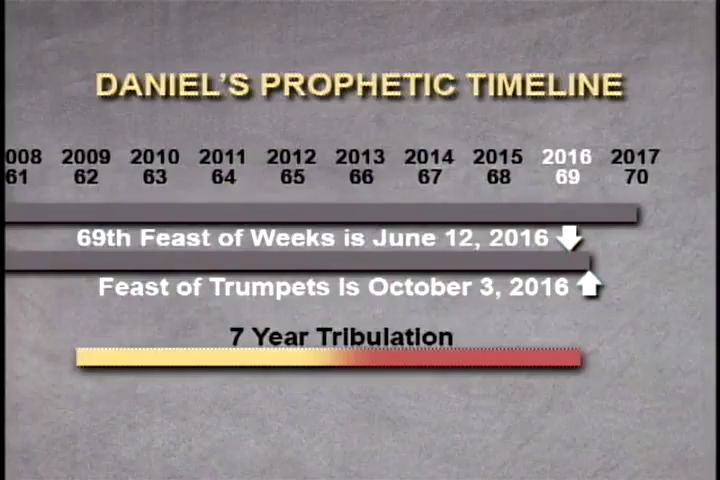 DANIEL'S PROPHETIC TIMELINE
008 2009 2010 2011 2012 2013 2014 2015 2016 2017
61 62 63 64 65 66 67 68 69 70
69th Feast of Weeks is June 12, 2016
Feast of Trumpets Is October 3, 2016
7 Year Tribulation